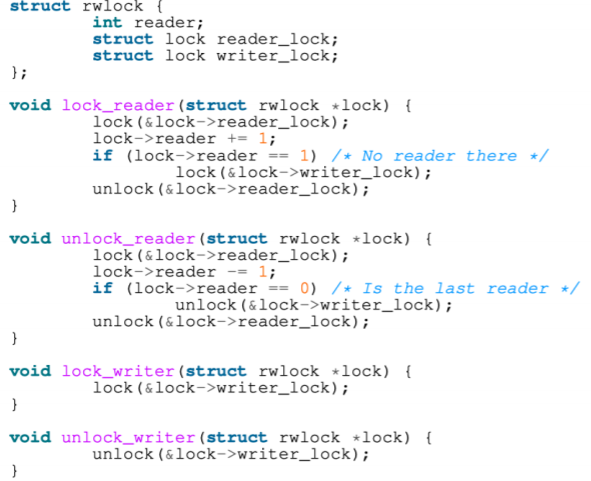 struct rwlock {
        int reader;
        struct lock reader_lock;
        struct lock writer_lock;
};

void lock_reader(struct rwlock *lock) {
        lock(&lock->reader_lock);
        lock->reader += 1;
        if (lock->reader == 1) /* No reader there */
                lock(&lock->writer_lock);
        unlock(&lock->reader_lock);
}

void unlock_reader(struct rwlock *lock) {
        lock(&lock->reader_lock);
        lock->reader -= 1;
        if (lock->reader == 0) /* Is the last reader */
                unlock(&lock->writer_lock);
        unlock(&lock->reader_lock);
}

void lock_writer(struct rwlock *lock) {
        lock(&lock->writer_lock);
}

void unlock_writer(struct rwlock *lock) {
        unlock(&lock->writer_lock);
}